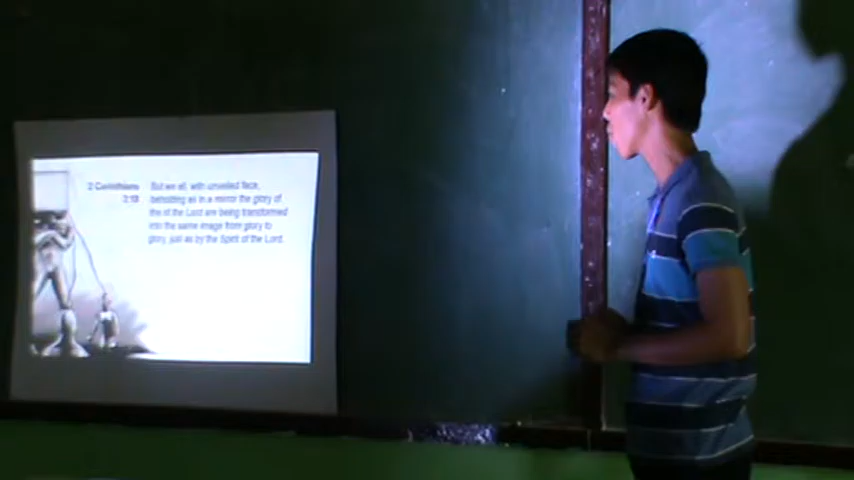 2 Corinthians
3:18
But we all, with unveiled face,
beholding as in a mirror the glory of
the of the Lord are being transformed
into the same image from glory to
glory, just as by the Spirit of the Lord.